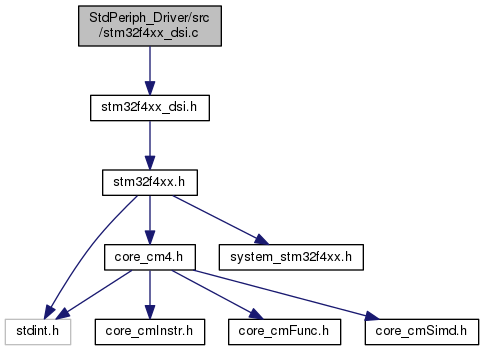 StdPeriph_Driver/src
/stm32f4xx_dsi.c
stm32f4xx_dsi.h
stm32f4xx.h
core_cm4.h
system_stm32f4xx.h
stdint.h
core_cmInstr.h
core_cmFunc.h
core_cmSimd.h